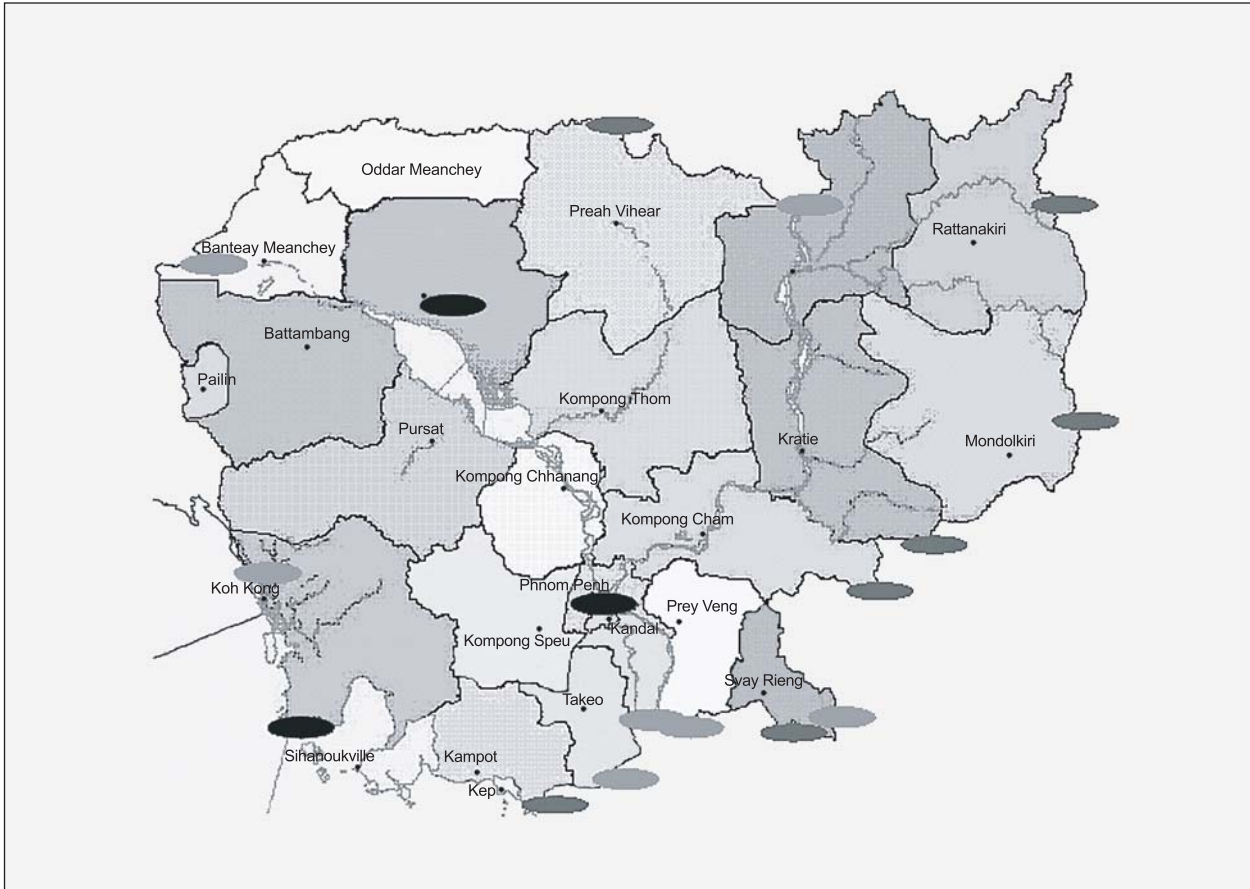 Oddar Meanchey
Preah Vihear
Rattanakiri
Banteay Meanchey
Battambang
Pailin
Kompong Thom
Pursat
Kratie
Mondolkiri
Kompong Chhanang
Kompong Cham
Koh Kong
Phnom Penh
Prey Veng
Kandal
Kompong Speu
Svay Rieng
Takeo
Sihanoukville
Kampot
Kep